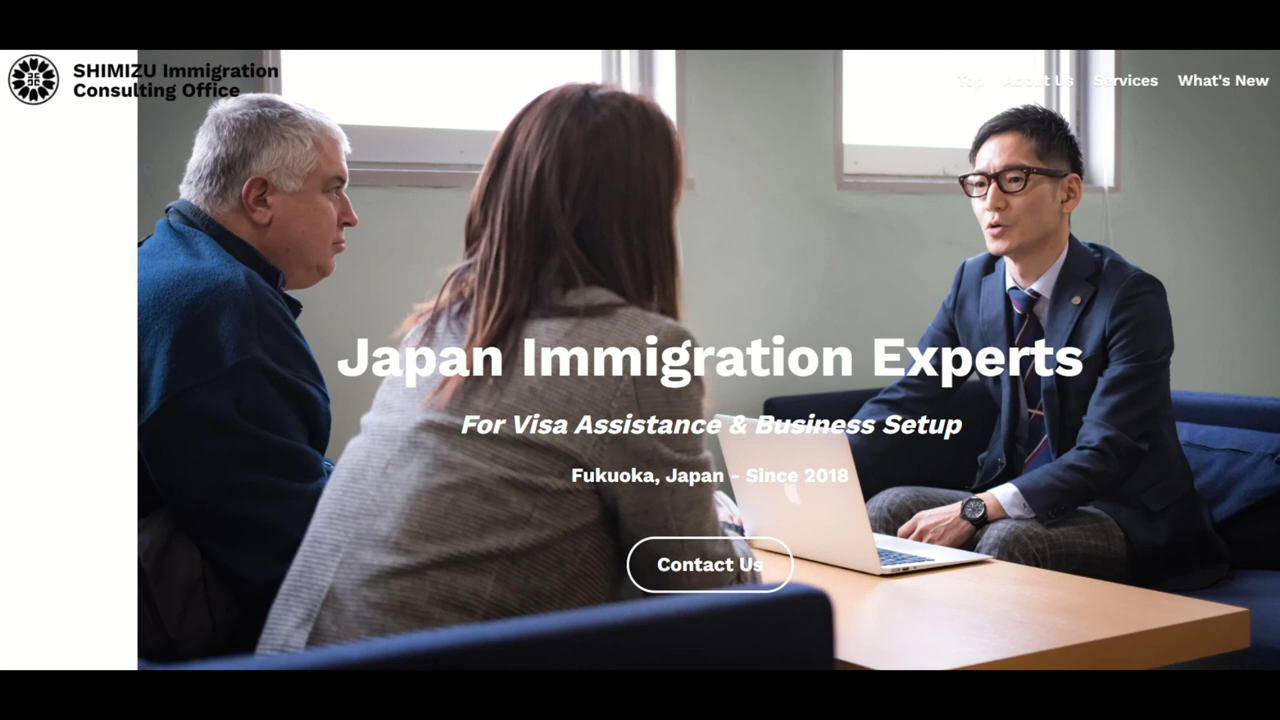 SHIMIZU Immigration
Consulting Office
Top About Us Services What's New
Japan Immigration Experts
For Visa Assistance & Business Setup
Fukuoka, Japan - Since 2018
Contact Us